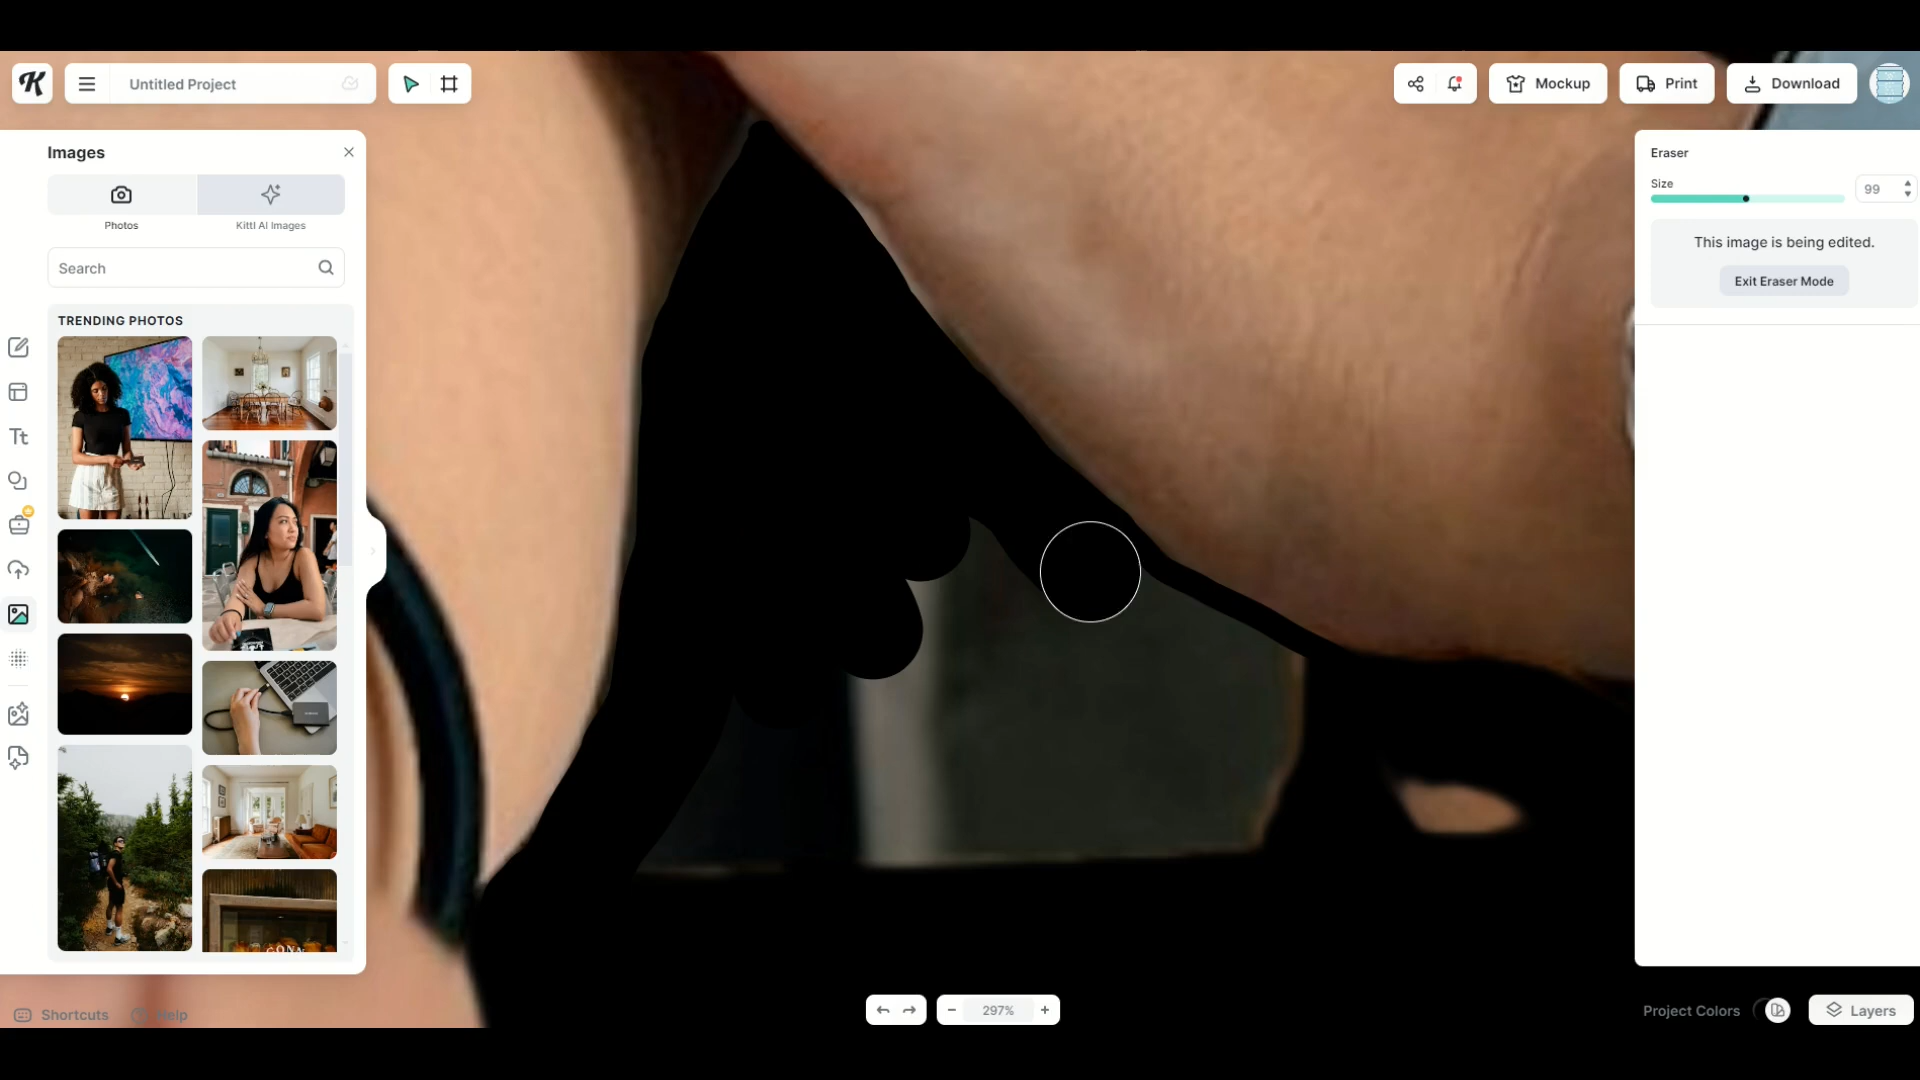 Untitled Project
Mockup
Print
Download
Images
Photos
Kittl AI Images
Search
TRENDING PHOTOS
Tt
Shortcuts
Help
297%
Eraser
Size
99
This image is being edited.
Exit Eraser Mode
Project Colors
Layers